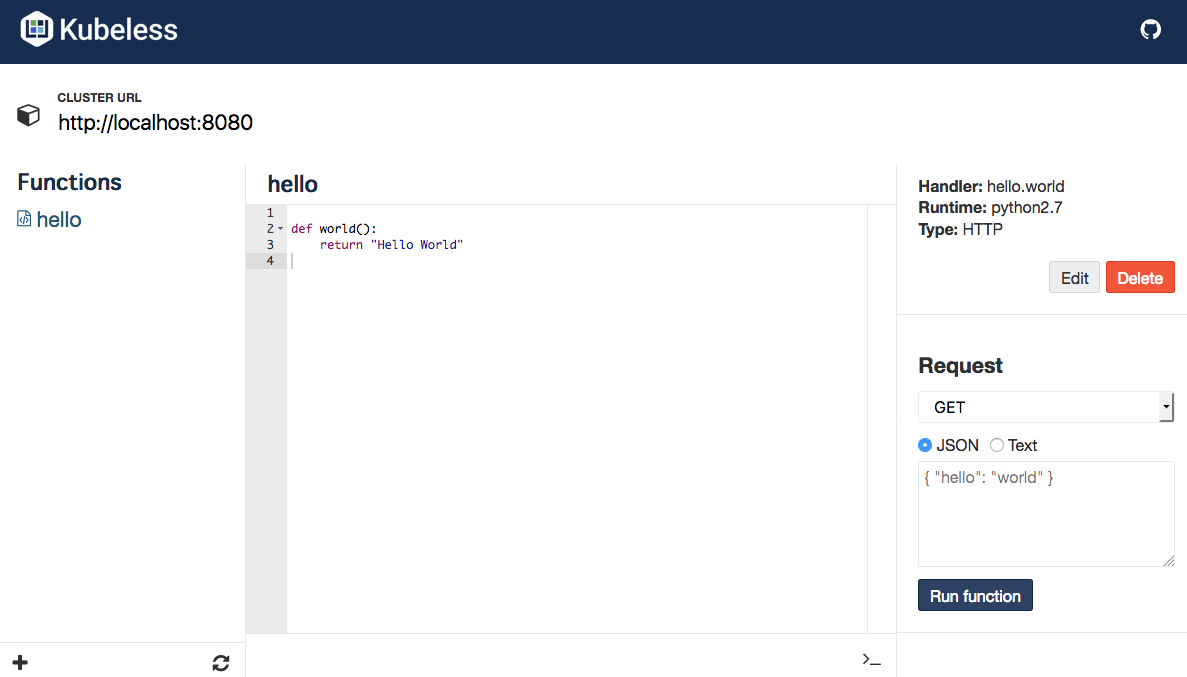 Kubeless
CLUSTER URL
http://localhost:8080
Functions
hello
hello
1
2 def world():
3     return "Hello World"
4
Handler: hello.world
Runtime: python2.7
Type: HTTP
Edit Delete
Request
GET
JSON Text
{ "hello": "world" }
Run function
>_